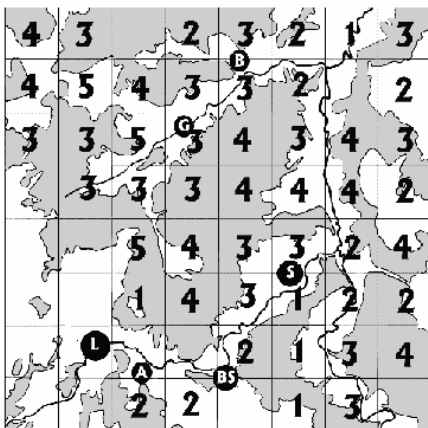 4 3 2 3 2 1 3
B
4 5 4 3 3 2 2
G
3 3 5 3 4 3 4 3
3 3 3 4 4 4 2
5 4 3 3 2 4
S
1 4 3 1 2 2
L 2 1 3 4
A BS
2 2 1 3